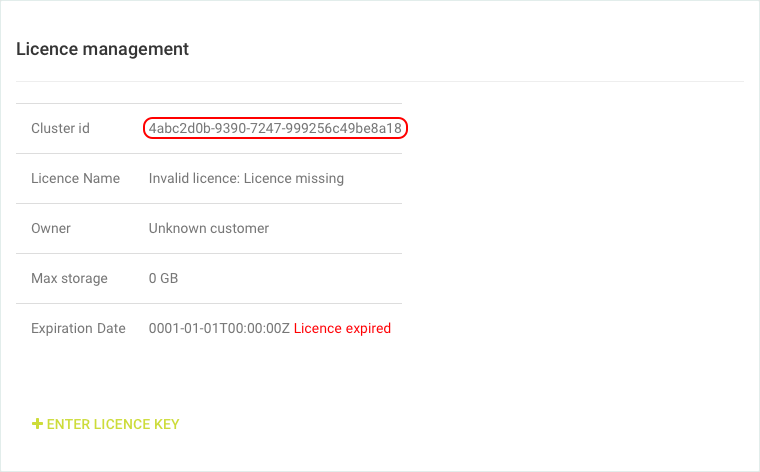 Licence management
Cluster id 4abc2d0b-9390-7247-999256c49be8a18
Licence Name Invalid licence: Licence missing
Owner Unknown customer
Max storage 0 GB
Expiration Date 0001-01-01T00:00:00Z Licence expired
+ ENTER LICENCE KEY